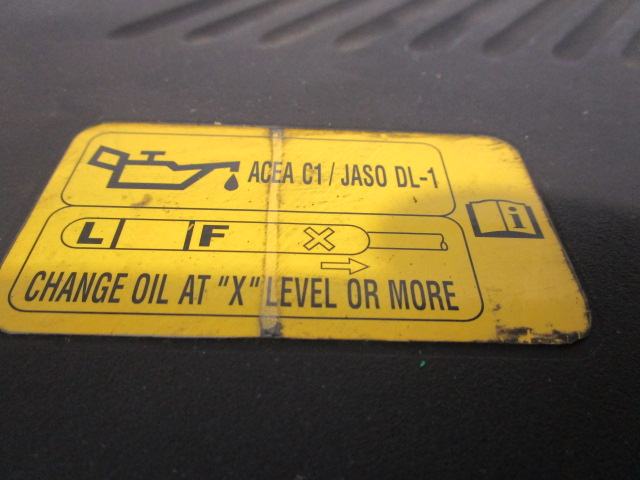 ACEA C1 / JASO DL-1
L F X
CHANGE OIL AT "X" LEVEL OR MORE
i